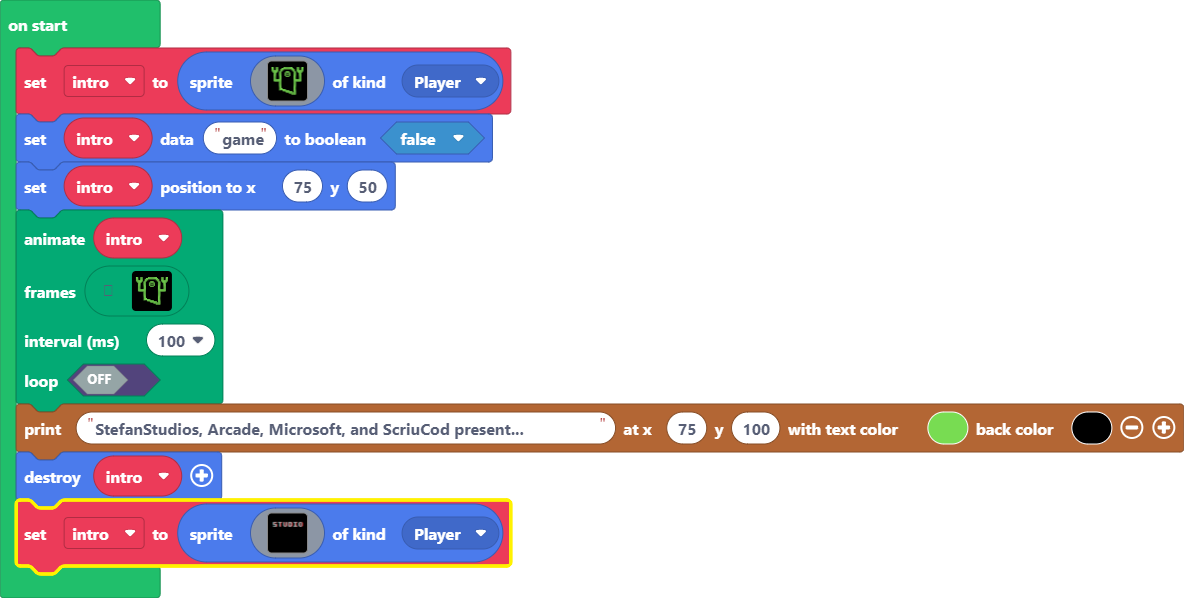 on start
set intro to sprite of kind Player
set intro data "game" to boolean false
set intro position to x 75 y 50
animate intro
frames
interval (ms) 100
loop OFF
print "StefanStudios, Arcade, Microsoft, and ScriuCod present... " at x 75 y 100 with text color back color
destroy intro
set intro to sprite STUDIO of kind Player